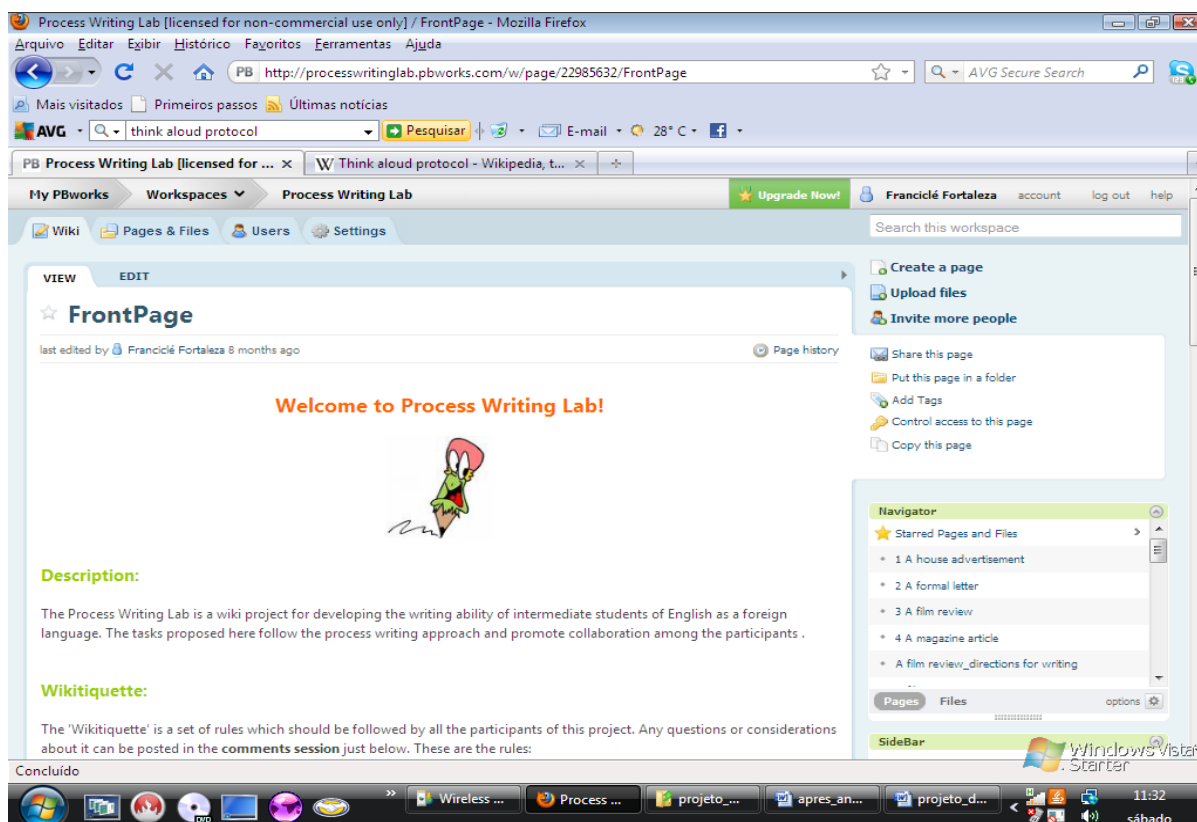 Process Writing Lab [licensed for non-commercial use only] / FrontPage - Mozilla Firefox
Arquivo Editar Exibir Histórico Favoritos Ferramentas Ajuda
PB http://processwritinglab.pbworks.com/w/page/22985632/FrontPage AVG Secure Search
Mais visitados Primeiros passos Últimas notícias
AVG think aloud protocol Pesquisar E-mail 28° C
PB Process Writing Lab [licensed for ... Think aloud protocol - Wikipedia, t...
My PBworks Workspaces Process Writing Lab Upgrade Now! Franciclé Fortaleza account log out help
Wiki Pages & Files Users Settings Search this workspace
VIEW EDIT
Create a page
Upload files
Invite more people
FrontPage
last edited by Franciclé Fortaleza 8 months ago Page history
Share this page
Put this page in a folder
Add Tags
Control access to this page
Copy this page
Welcome to Process Writing Lab!
Description:
The Process Writing Lab is a wiki project for developing the writing ability of intermediate students of English as a foreign
language. The tasks proposed here follow the process writing approach and promote collaboration among the participants .
Wikitiquette:
The 'Wikitiquette' is a set of rules which should be followed by all the participants of this project. Any questions or considerations
about it can be posted in the comments session just below. These are the rules:
Navigator
Starred Pages and Files
1 A house advertisement
2 A formal letter
3 A film review
4 A magazine article
A film review_directions for writing
Pages Files options
SideBar
Windows Vista
Starter
Concluído
Wireless ... Process ... projeto_... apres_an... projeto_d... 11:32
sábado